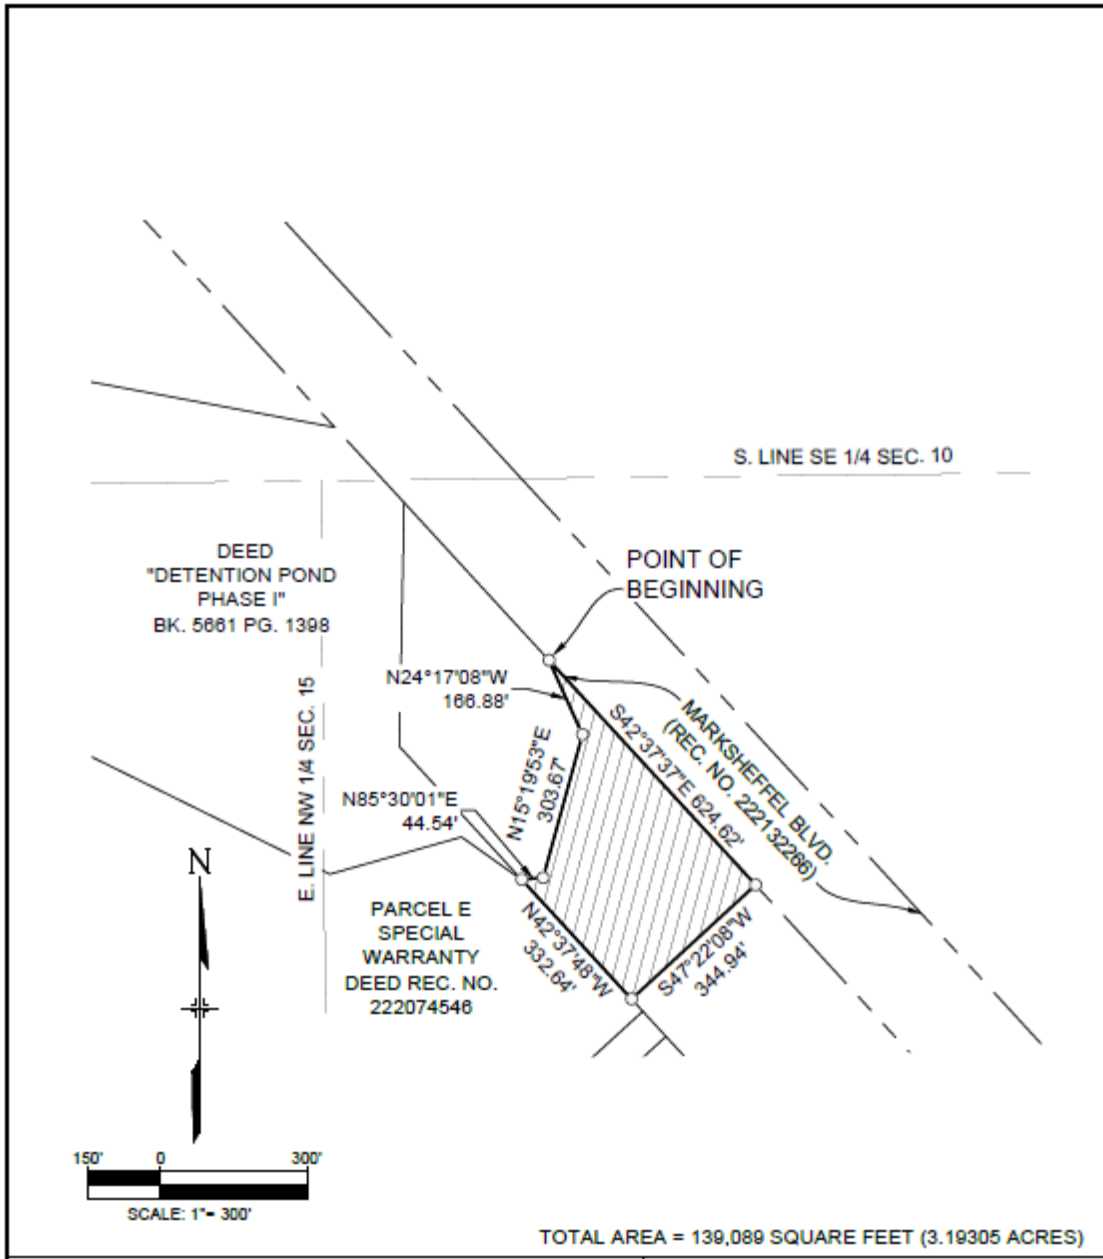 S. LINE SE 1/4 SEC. 10
DEED
"DETENTION POND
PHASE I"
BK. 5661 PG. 1398
POINT OF
BEGINNING
N24°17'08"W
166.88'
E. LINE NW 1/4 SEC. 15
S42°37'37"E 624.62'
MARKSHEFFEL BLVD.
(REC. NO. 222132266)
N15°19'53"E
303.67'
N85°30'01"E
44.54'
N
PARCEL E
SPECIAL
WARRANTY
DEED REC. NO.
222074546
N42°37'48"W
332.64'
S47°22'08"W
344.94'
150' 0 300'
SCALE: 1"= 300'
TOTAL AREA = 139,089 SQUARE FEET (3.19305 ACRES)